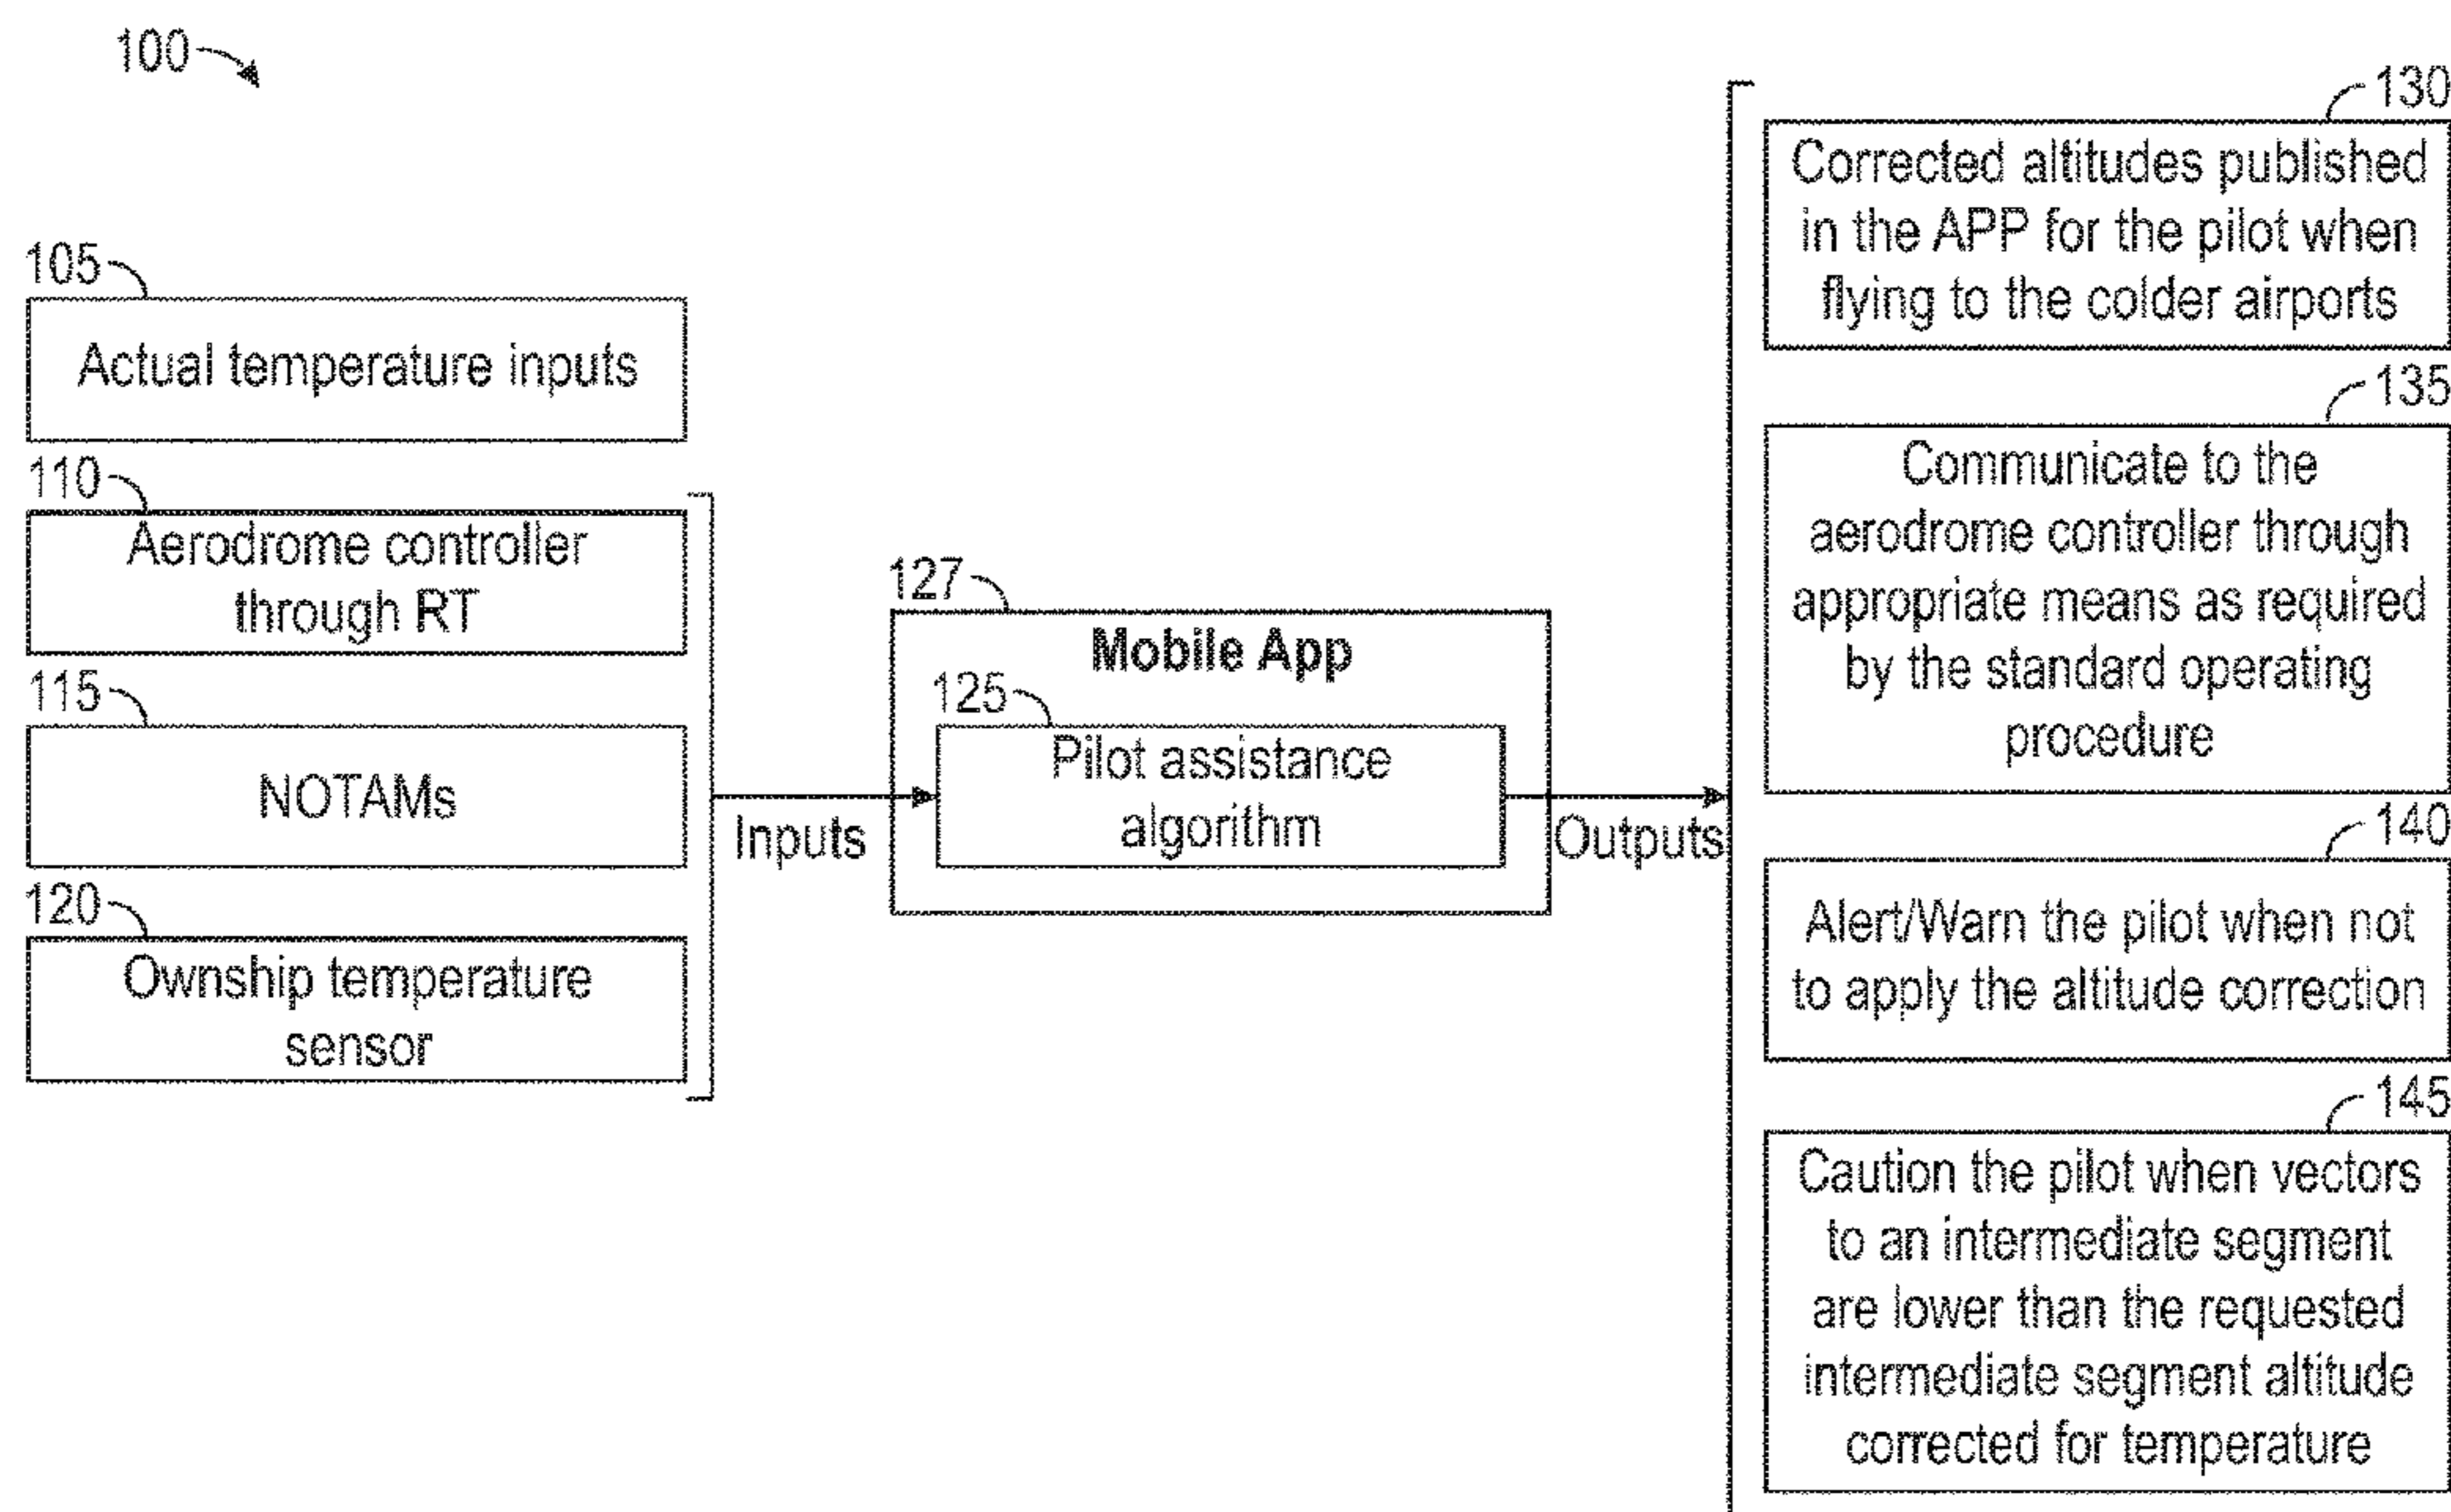 100
105
Actual temperature inputs
110
Aerodrome controller
through RT
115
NOTAMs
120
Ownship temperature
sensor
Inputs
127
Mobile App
125
Pilot assistance
algorithm
Outputs
130
Corrected altitudes published
in the APP for the pilot when
flying to the colder airports
135
Communicate to the
aerodrome controller through
appropriate means as required
by the standard operating
procedure
140
Alert/Warn the pilot when not
to apply the altitude correction
145
Caution the pilot when vectors
to an intermediate segment
are lower than the requested
intermediate segment altitude
corrected for temperature